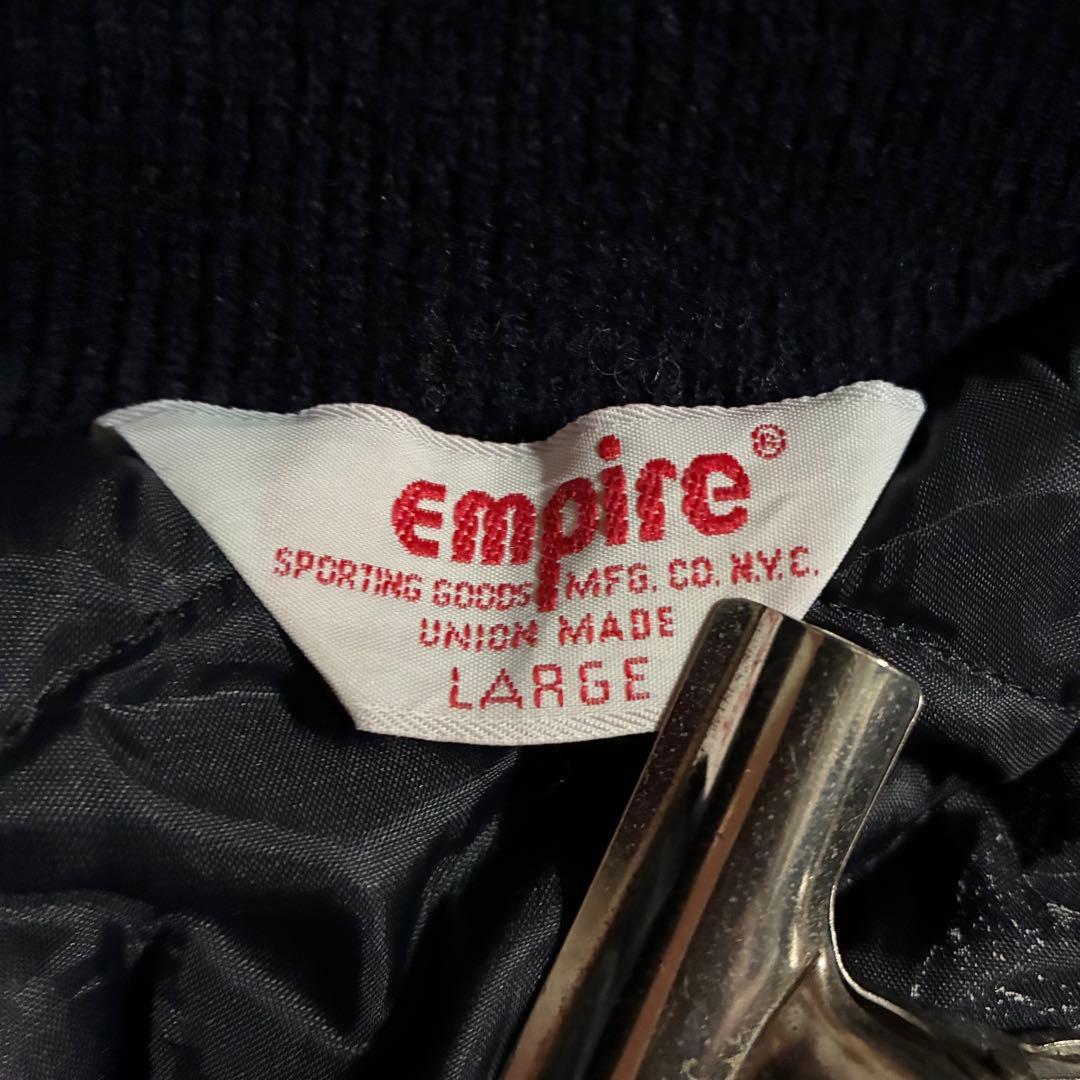 Empire®
SPORTING GOODS MFG. CO. N.Y.C.
UNION MADE
LARGE